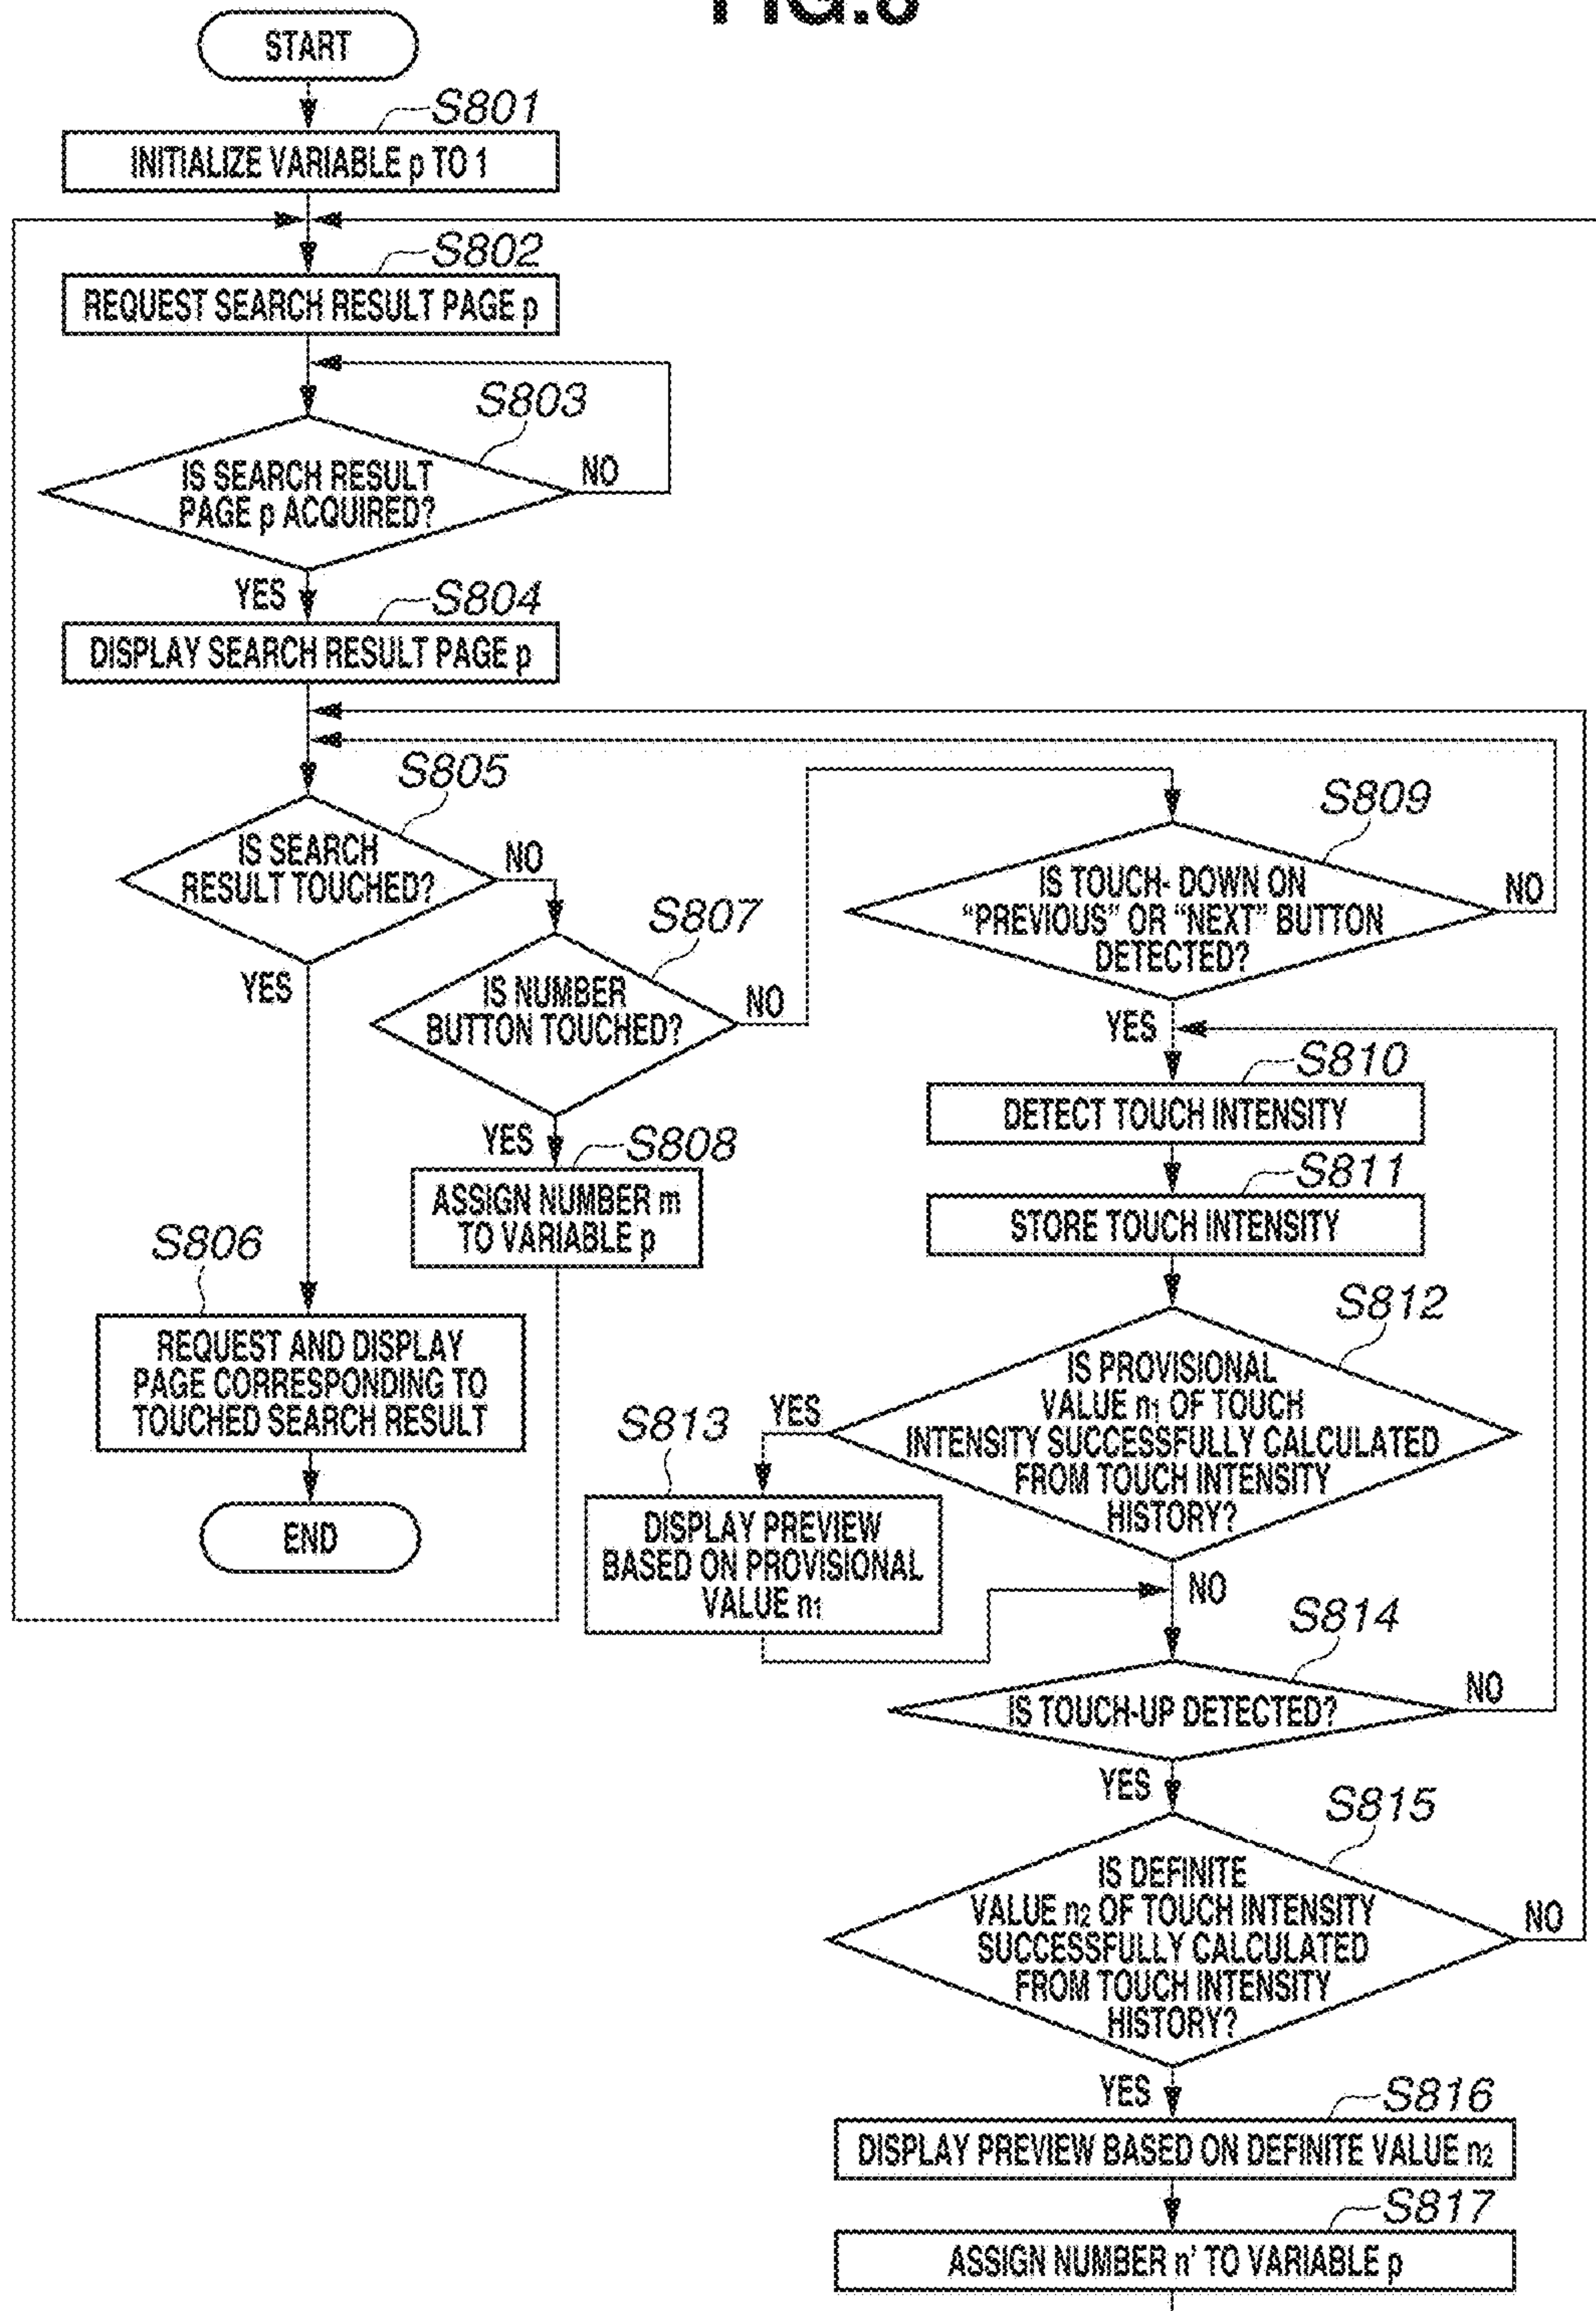 FIG.8
START
S801
INITIALIZE VARIABLE p TO 1
S802
REQUEST SEARCH RESULT PAGE p
S803
IS SEARCH RESULT
PAGE p ACQUIRED?
NO
YES
S804
DISPLAY SEARCH RESULT PAGE p
S805
IS SEARCH
RESULT TOUCHED?
NO
YES
S806
REQUEST AND DISPLAY
PAGE CORRESPONDING TO
TOUCHED SEARCH RESULT
END
S807
IS NUMBER
BUTTON TOUCHED?
NO
YES
S808
ASSIGN NUMBER m
TO VARIABLE p
S809
IS TOUCH- DOWN ON
“PREVIOUS” OR “NEXT” BUTTON
DETECTED?
NO
YES
S810
DETECT TOUCH INTENSITY
S811
STORE TOUCH INTENSITY
S812
IS PROVISIONAL
VALUE n1 OF TOUCH
INTENSITY SUCCESSFULLY CALCULATED
FROM TOUCH INTENSITY
HISTORY?
YES
S813
DISPLAY PREVIEW
BASED ON PROVISIONAL
VALUE n1
NO
S814
IS TOUCH-UP DETECTED?
NO
YES
S815
IS DEFINITE
VALUE n2 OF TOUCH INTENSITY
SUCCESSFULLY CALCULATED
FROM TOUCH INTENSITY
HISTORY?
NO
YES
S816
DISPLAY PREVIEW BASED ON DEFINITE VALUE n2
S817
ASSIGN NUMBER n' TO VARIABLE p